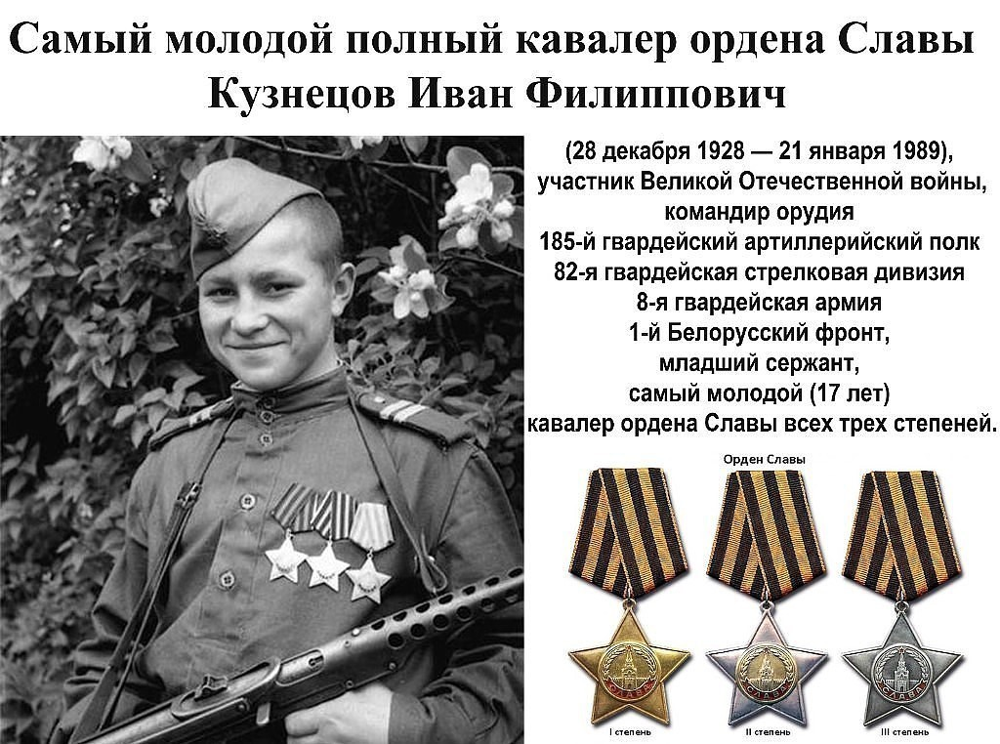 Самый молодой полный кавалер ордена Славы
Кузнецов Иван Филиппович
(28 декабря 1928 — 21 января 1989),
участник Великой Отечественной войны,
командир орудия
185-й гвардейский артиллерийский полк
82-я гвардейская стрелковая дивизия
8-я гвардейская армия
1-й Белорусский фронт,
младший сержант,
самый молодой (17 лет)
кавалер ордена Славы всех трех степеней.
Орден Славы
СЛАВА СЛАВА СЛАВА
I степень II степень III степень